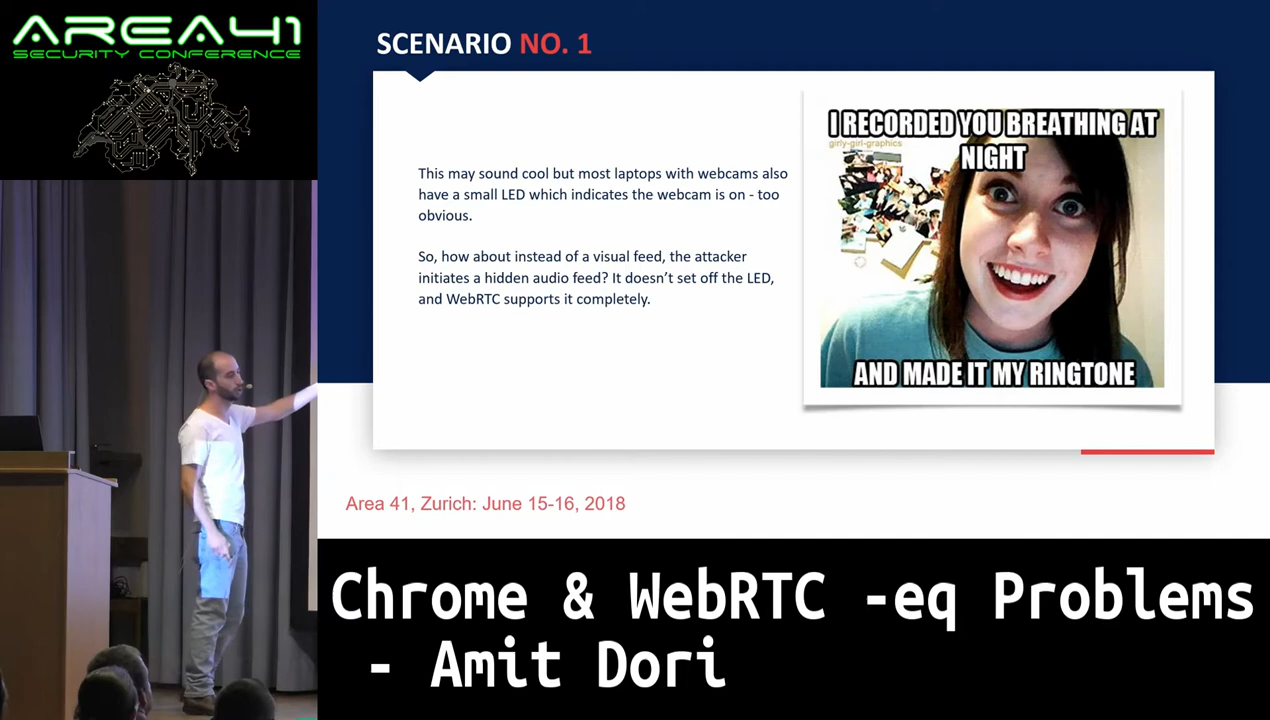 AREA41
SECURITY CONFERENCE
SCENARIO NO. 1
This may sound cool but most laptops with webcams also
have a small LED which indicates the webcam is on - too
obvious.
So, how about instead of a visual feed, the attacker
initiates a hidden audio feed? It doesn't set off the LED,
and WebRTC supports it completely.
I RECORDED YOU BREATHING AT
NIGHT
girly-girl-graphics
AND MADE IT MY RINGTONE
Area 41, Zurich: June 15-16, 2018
Chrome & WebRTC -eq Problems
- Amit Dori